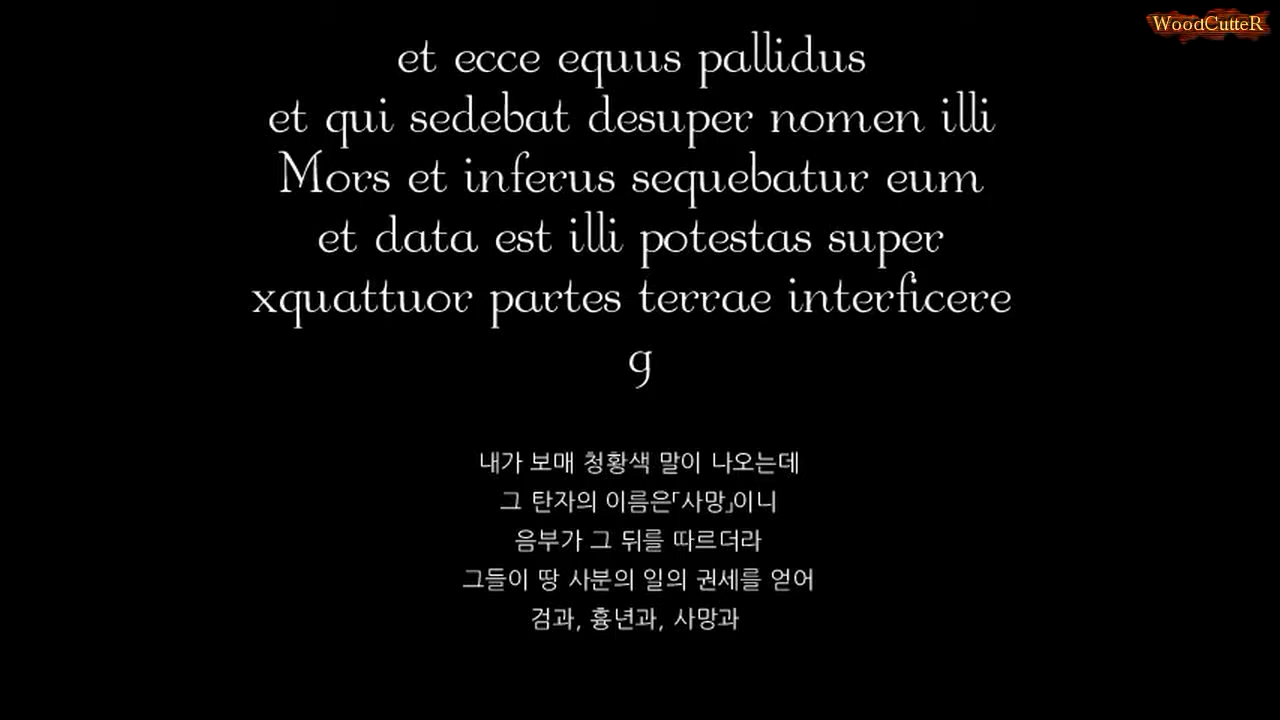 WoodCutteR
et ecce equus pallidus
et qui sedebat desuper nomen illi
Mors et inferus sequebatur eum
et data est illi potestas super
xquattuor partes terrae interficere
g
내가 보매 청황색 말이 나오는데
그 탄자의 이름은「사망」이니
음부가 그 뒤를 따르더라
그들이 땅 사분의 일의 권세를 얻어
검과, 흉년과, 사망과